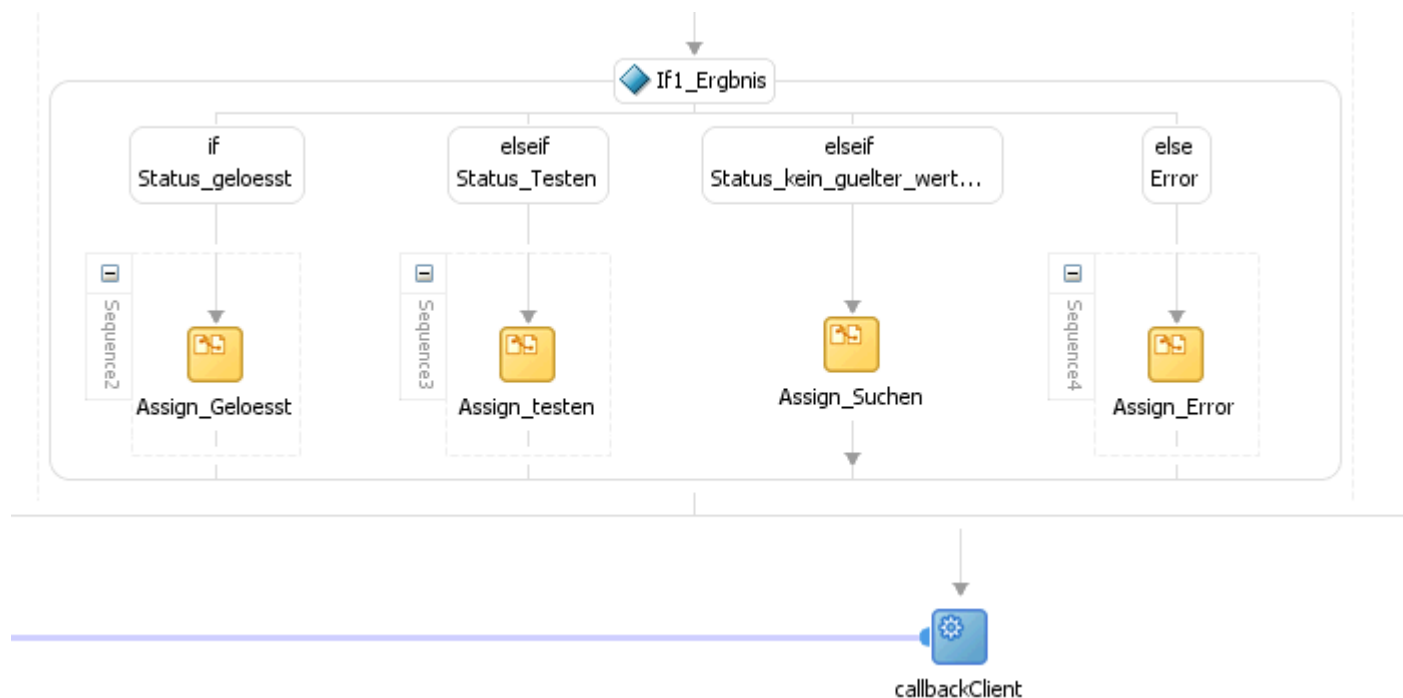 If1_Ergbnis
if
Status_geloesst
elseif
Status_Testen
elseif
Status_kein_guelter_wert...
else
Error
Sequence2
Assign_Geloesst
Sequence3
Assign_testen
Assign_Suchen
Sequence4
Assign_Error
callbackClient